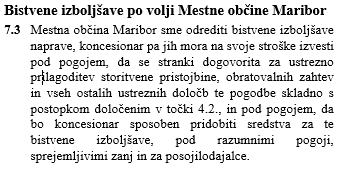 Bistvene izboljšave po volji Mestne občine Maribor
7.3 Mestna občina Maribor sme odrediti bistvene izboljšave
naprave, koncesionar pa jih mora na svoje stroške izvesti
pod pogojem, da se stranki dogovorita za ustrezno
prilagoditev storitvene pristojbine, obratovalnih zahtev
in vseh ostalih ustreznih določb te pogodbe skladno s
postopkom določenim v točki 4.2., in pod pogojem, da
bo koncesionar sposoben pridobiti sredstva za te
bistvene izboljšave, pod razumnimi pogoji,
sprejemljivimi zanj in za posojilodajalce.